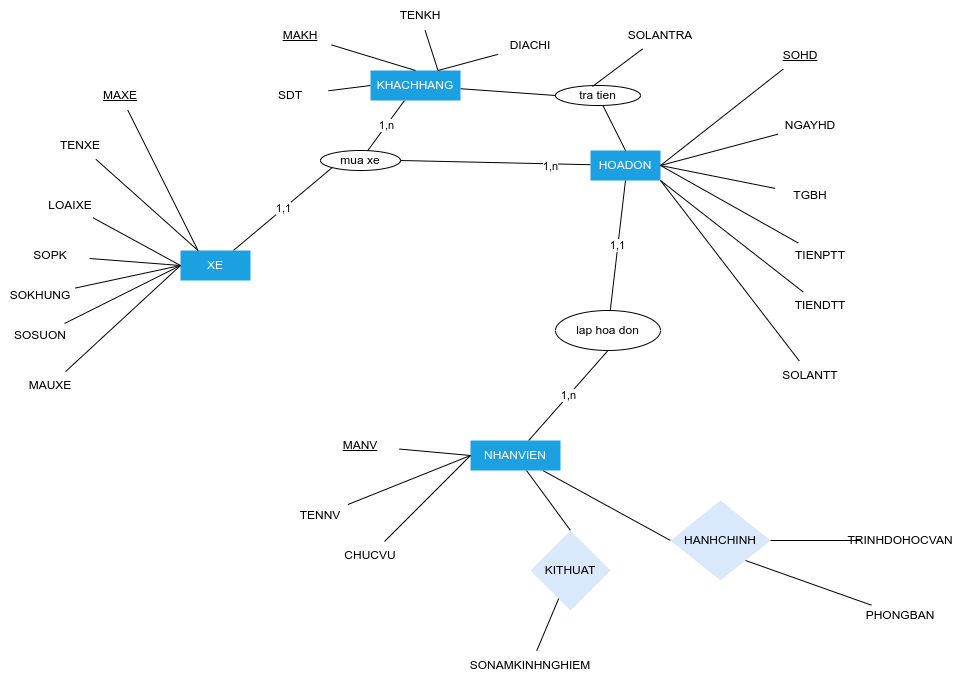 TENKH
MAKH
SOLANTRA
DIACHI
SOHD
KHACHHANG
SDT
tra tien
MAXE
1,n
NGAYHD
TENXE
mua xe
1,n
HOADON
TGBH
LOAIXE
1,1
SOPK
XE
1,1
TIENPTT
SOKHUNG
TIENDTT
SOSUON
lap hoa don
MAUXE
SOLANTT
1,n
MANV
NHANVIEN
TENNV
CHUCVU
KITHUAT
HANHCHINH
TRINHDOHOCVAN
PHONGBAN
SONAMKINHNGHIEM